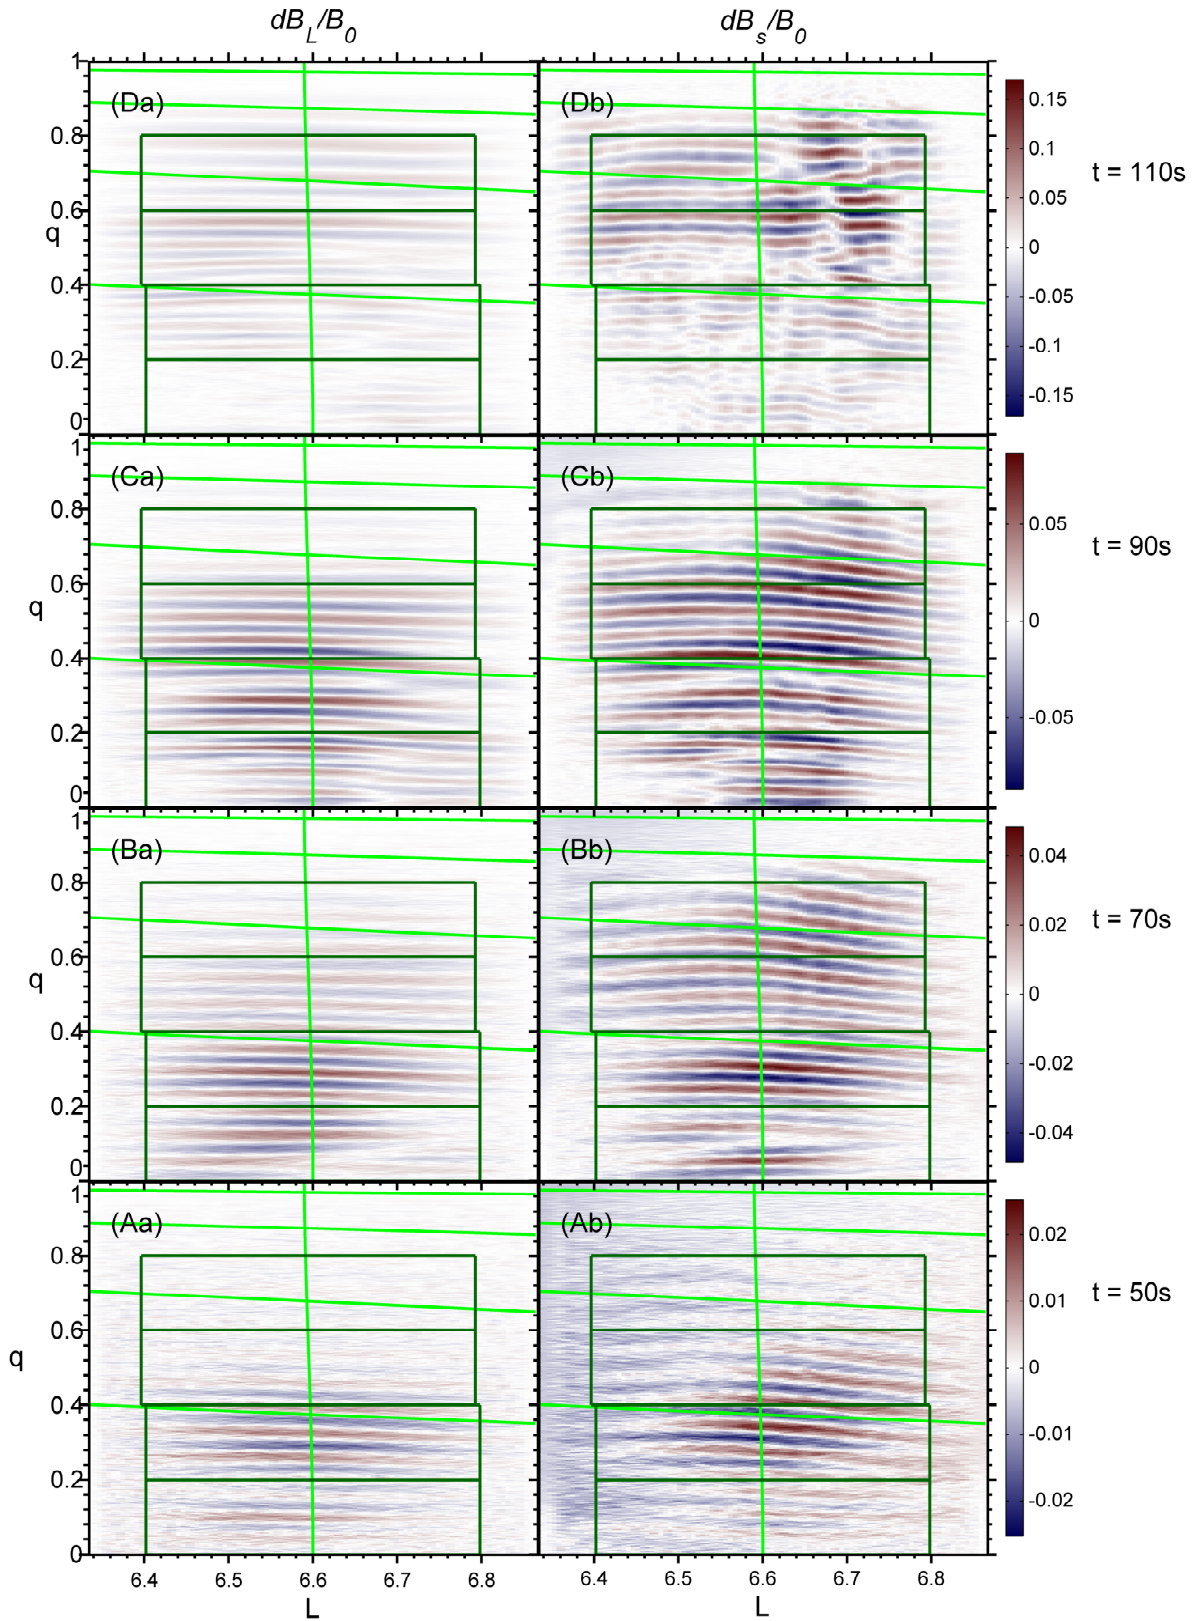 dB_L/B_0 dB_s/B_0
(Da) (Db)
1
0.8
0.6
q
0.4
0.2
0
0.15
0.1
0.05
0
-0.05
-0.1
-0.15
t = 110s
(Ca) (Cb)
1
0.8
0.6
q
0.4
0.2
0
0.05
0
-0.05
t = 90s
(Ba) (Bb)
1
0.8
0.6
q
0.4
0.2
0
0.04
0.02
0
-0.02
-0.04
t = 70s
(Aa) (Ab)
1
0.8
0.6
q
0.4
0.2
0
0.02
0.01
0
-0.01
-0.02
t = 50s
6.4 6.5 6.6 6.7 6.8 6.4 6.5 6.6 6.7 6.8
L L